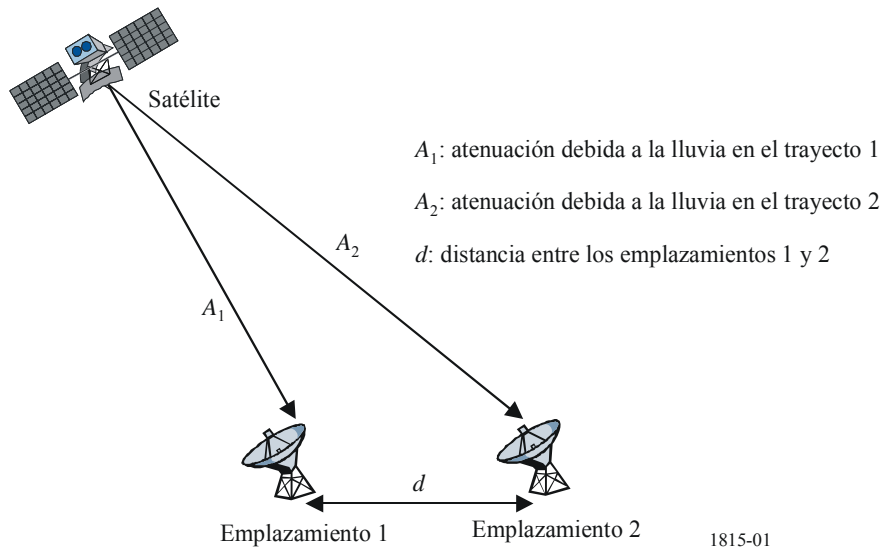 Satélite
A₁: atenuación debida a la lluvia en el trayecto 1
A₂: atenuación debida a la lluvia en el trayecto 2
d: distancia entre los emplazamientos 1 y 2
A₂
A₁
d
Emplazamiento 1
Emplazamiento 2
1815-01